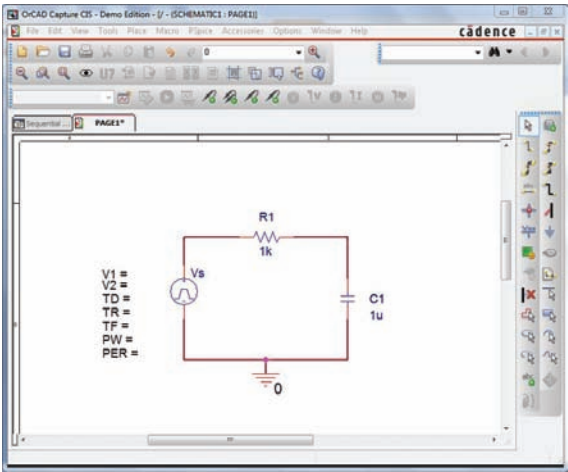 OrCAD Capture CIS - Demo Edition - [/ - (SCHEMATIC1 : PAGE1)]
File Edit View Tools Place Macro PSpice Accessories Options Window Help cādence
0
U?
Sequential ... PAGE1*
R1
1k
V1 =
V2 =
TD =
TR =
TF =
PW =
PER =
Vs
C1
1u
0